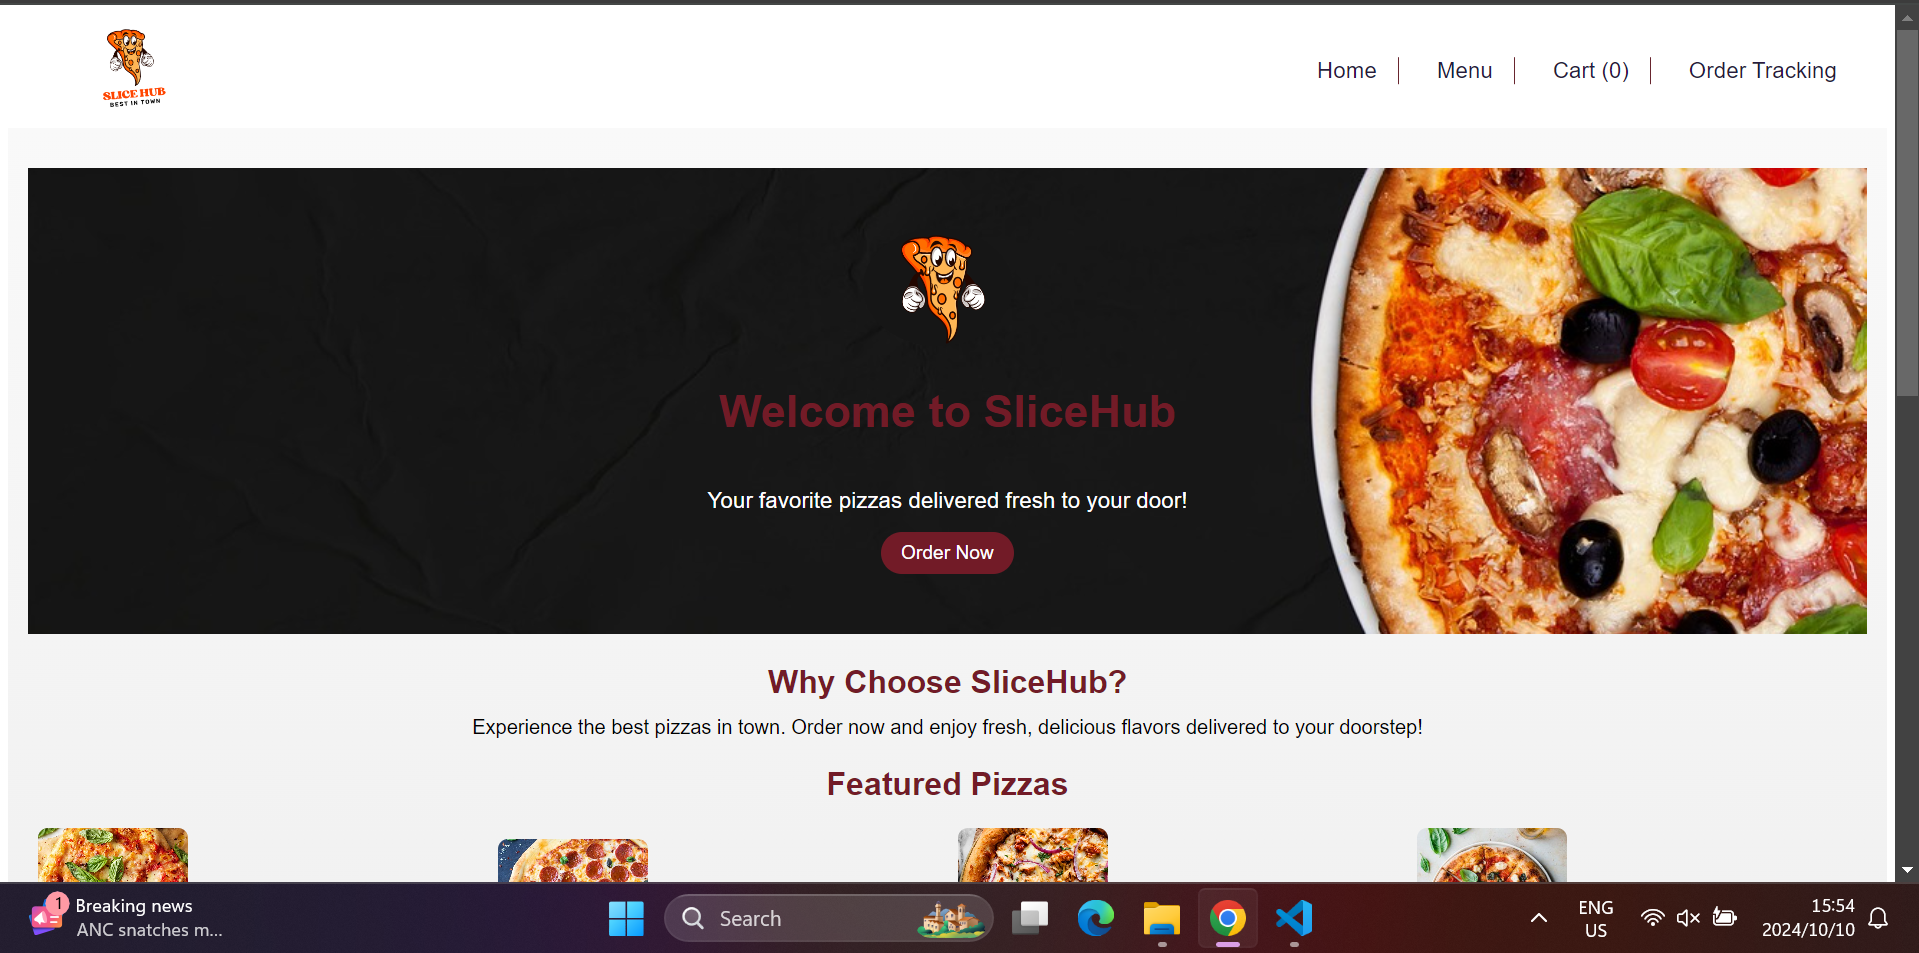 SLICE HUB
BEST IN TOWN
Home
Menu
Cart (0)
Order Tracking
Welcome to SliceHub
Your favorite pizzas delivered fresh to your door!
Order Now
Why Choose SliceHub?
Experience the best pizzas in town. Order now and enjoy fresh, delicious flavors delivered to your doorstep!
Featured Pizzas
1
Breaking news
ANC snatches m...
Search
ENG
US
15:54
2024/10/10